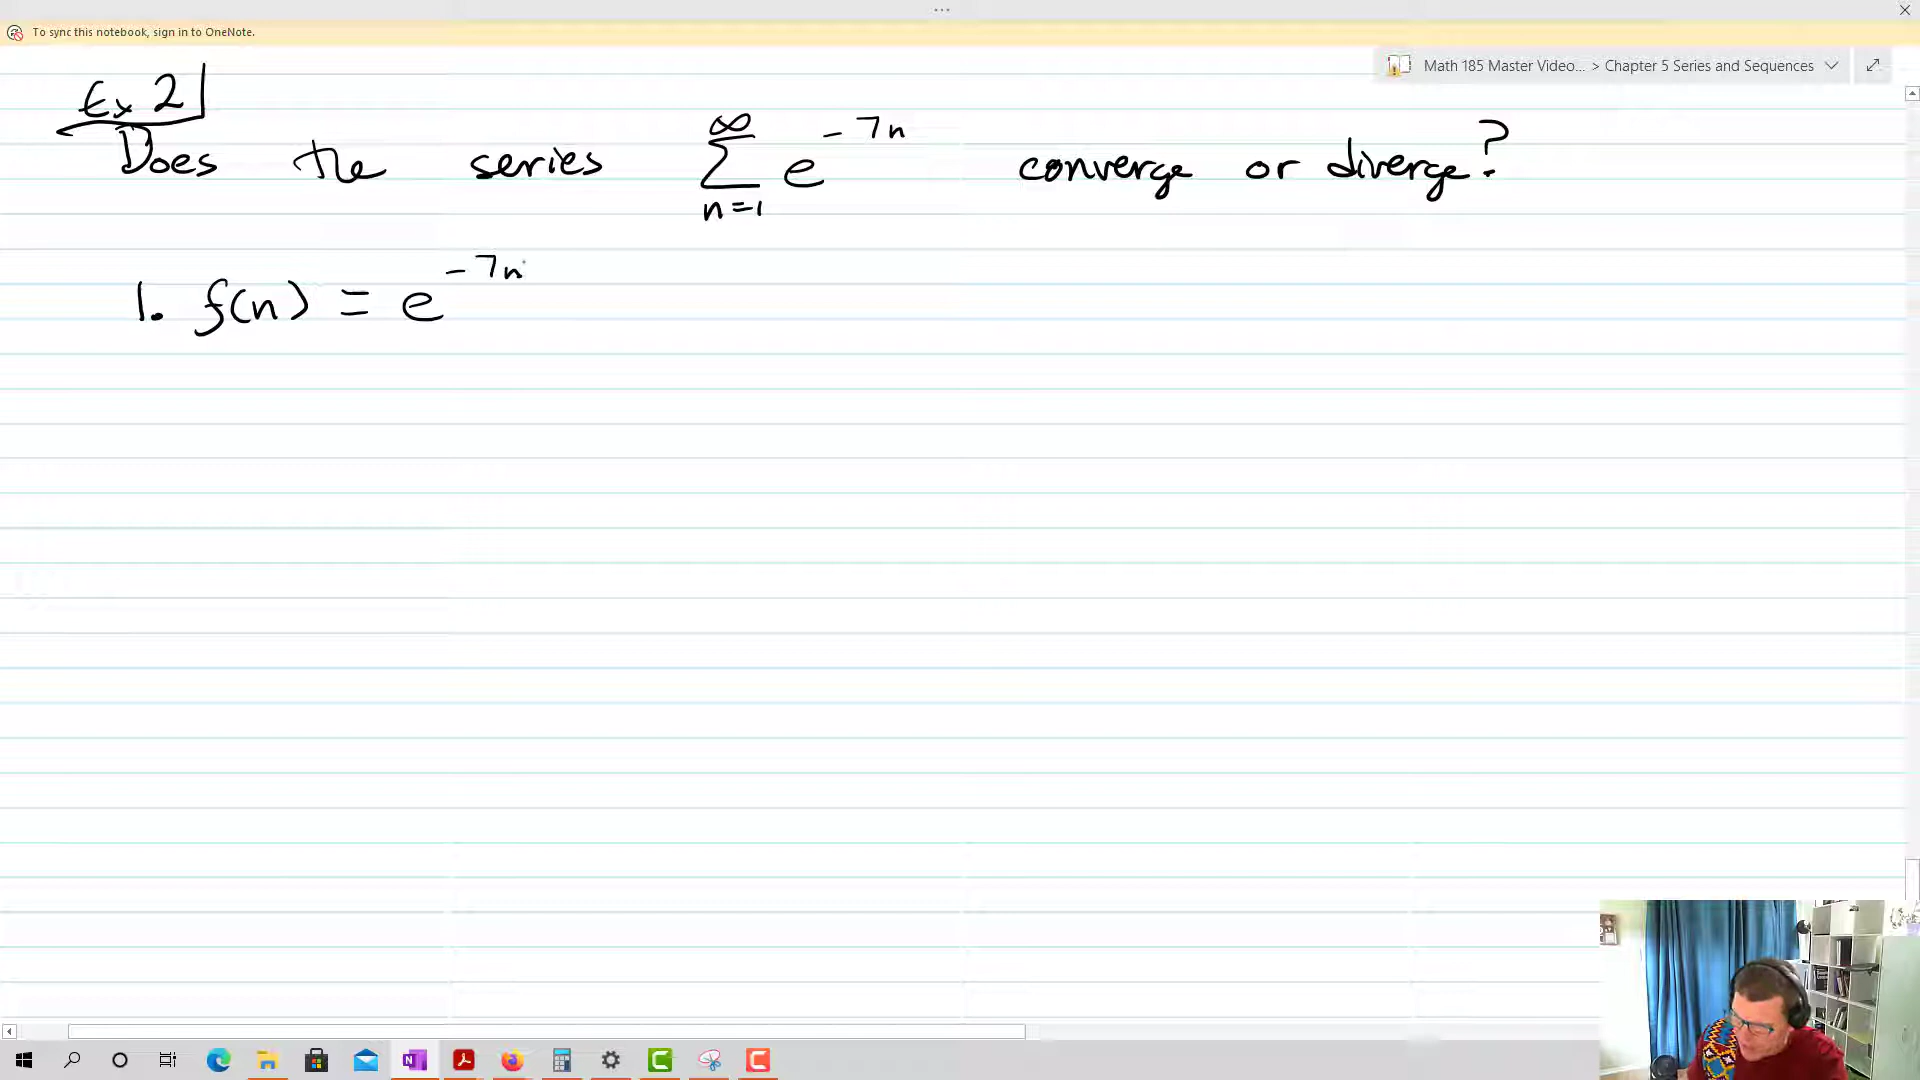 To sync this notebook, sign in to OneNote.
Math 185 Master Video... > Chapter 5 Series and Sequences
Ex 2
Does the series ∑_{n=1}^{∞} e^{-7n} converge or diverge?
1. f(n) = e^{-7n}